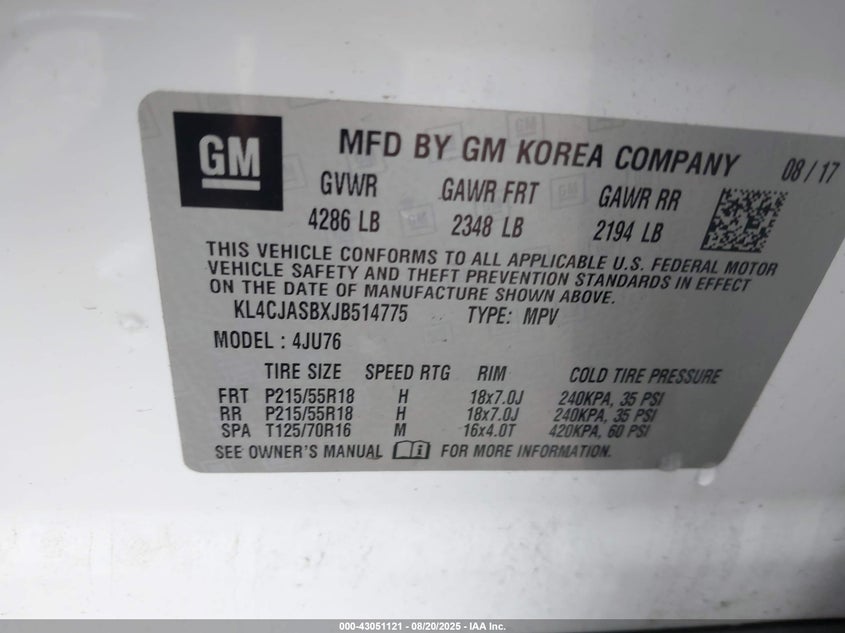 GM
MFD BY GM KOREA COMPANY 08/17
GVWR GAWR FRT GAWR RR
4286 LB 2348 LB 2194 LB
THIS VEHICLE CONFORMS TO ALL APPLICABLE U.S. FEDERAL MOTOR
VEHICLE SAFETY AND THEFT PREVENTION STANDARDS IN EFFECT
ON THE DATE OF MANUFACTURE SHOWN ABOVE.
KL4CJASBXJB514775 TYPE: MPV
MODEL : 4JU76
TIRE SIZE SPEED RTG RIM COLD TIRE PRESSURE
FRT P215/55R18 H 18x7.0J 240KPA, 35 PSI
RR P215/55R18 H 18x7.0J 240KPA, 35 PSI
SPA T125/70R16 M 16x4.0T 420KPA, 60 PSI
SEE OWNER'S MANUAL i FOR MORE INFORMATION.
000-43051121 - 08/20/2025 - IAA Inc.